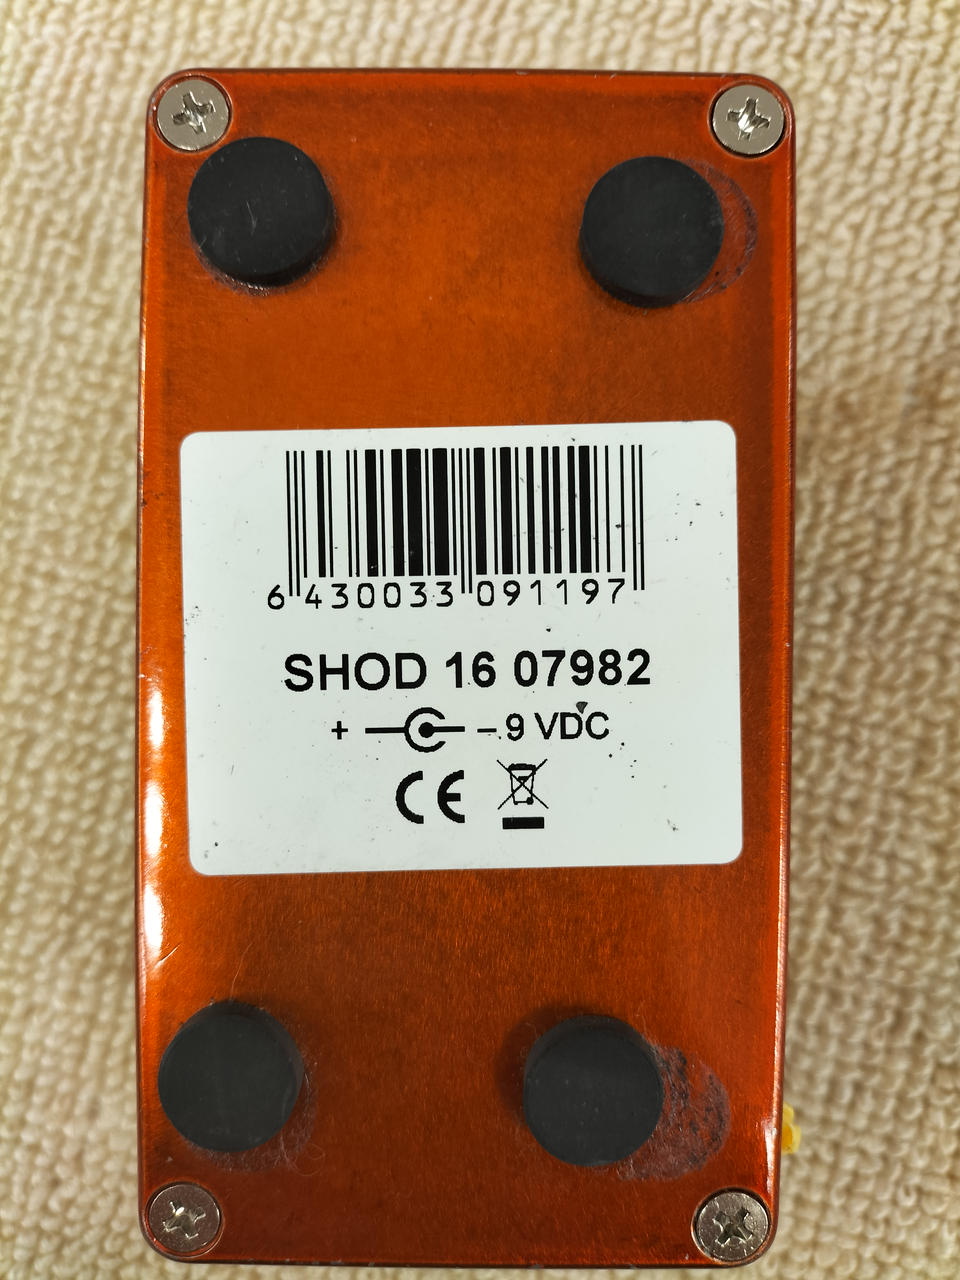 6 430033 091197
SHOD 16 07982
+ – 9 VDC
CE